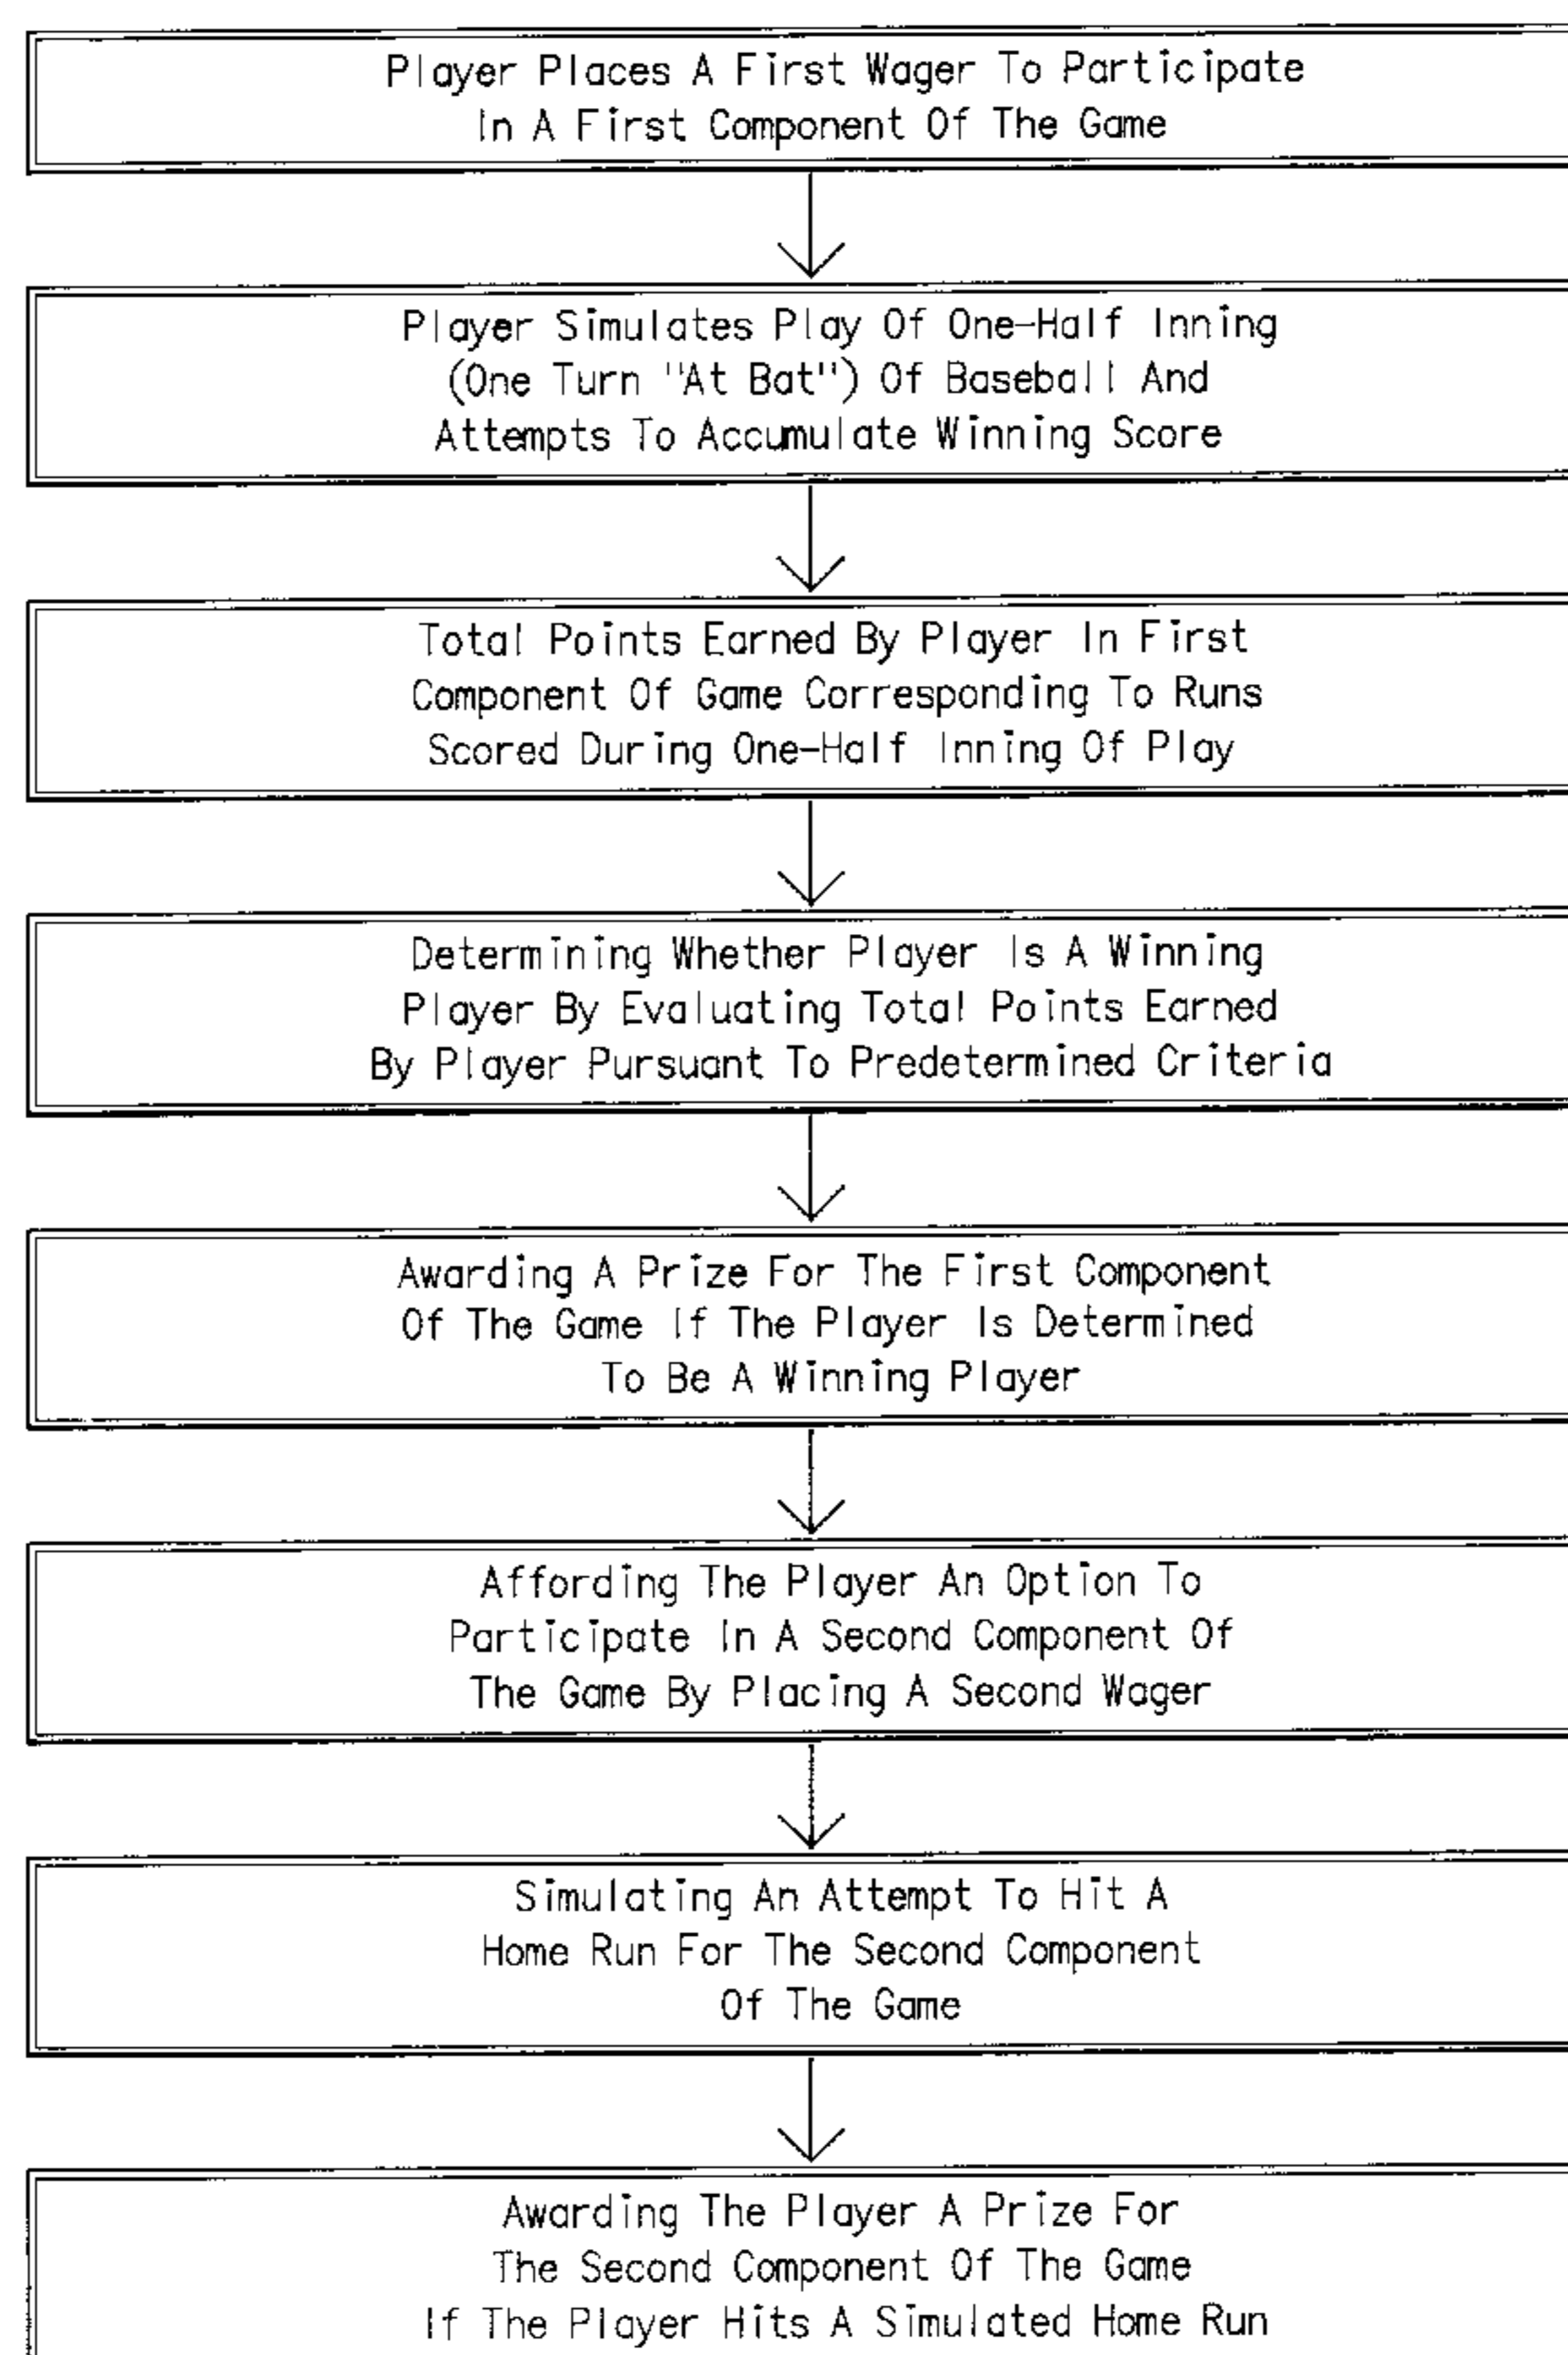 Player Places A First Wager To Participate
In A First Component Of The Game
Player Simulates Play Of One-Half Inning
(One Turn "At Bat") Of Baseball And
Attempts To Accumulate Winning Score
Total Points Earned By Player In First
Component Of Game Corresponding To Runs
Scored During One-Half Inning Of Play
Determining Whether Player Is A Winning
Player By Evaluating Total Points Earned
By Player Pursuant To Predetermined Criteria
Awarding A Prize For The First Component
Of The Game If The Player Is Determined
To Be A Winning Player
Affording The Player An Option To
Participate In A Second Component Of
The Game By Placing A Second Wager
Simulating An Attempt To Hit A
Home Run For The Second Component
Of The Game
Awarding The Player A Prize For
The Second Component Of The Game
If The Player Hits A Simulated Home Run